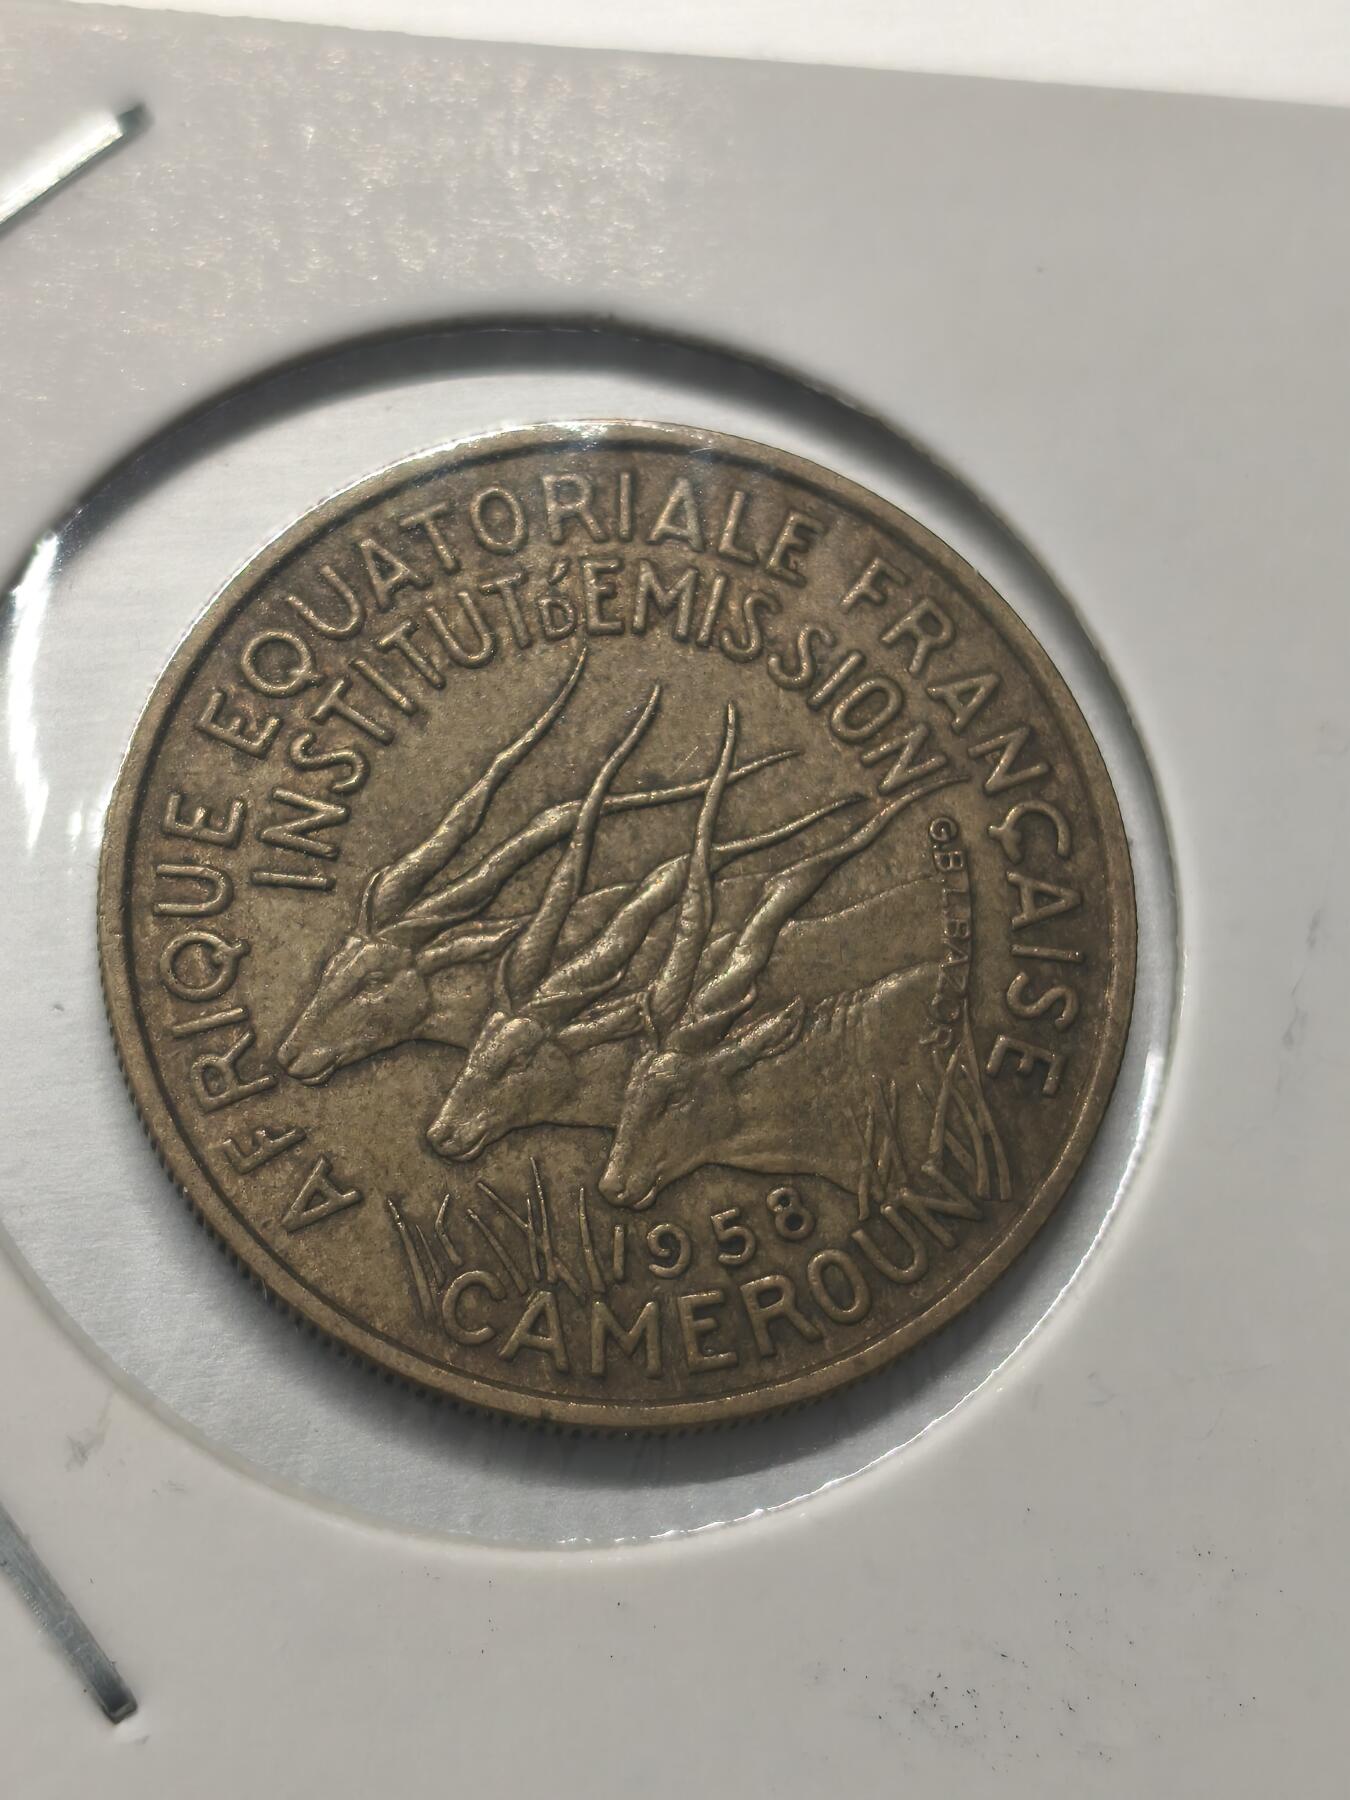 AFRIQUE EQUATORIALE FRANÇAISE
INSTITUT d'EMISSION
G.B.L.BAZOR
1958
CAMEROUN